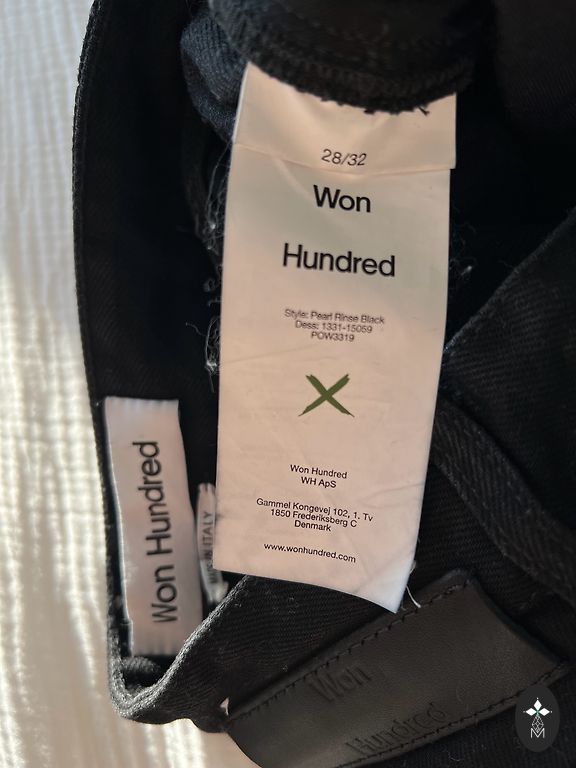 28/32
Won
Hundred
Style: Pearl Rinse Black
Dess: 1331-15059
POW3319
Won Hundred
WH ApS
Gammel Kongevej 102, 1. Tv
1850 Frederiksberg C
Denmark
www.wonhundred.com
Won Hundred
MADE IN ITALY
Won
Hundred
M